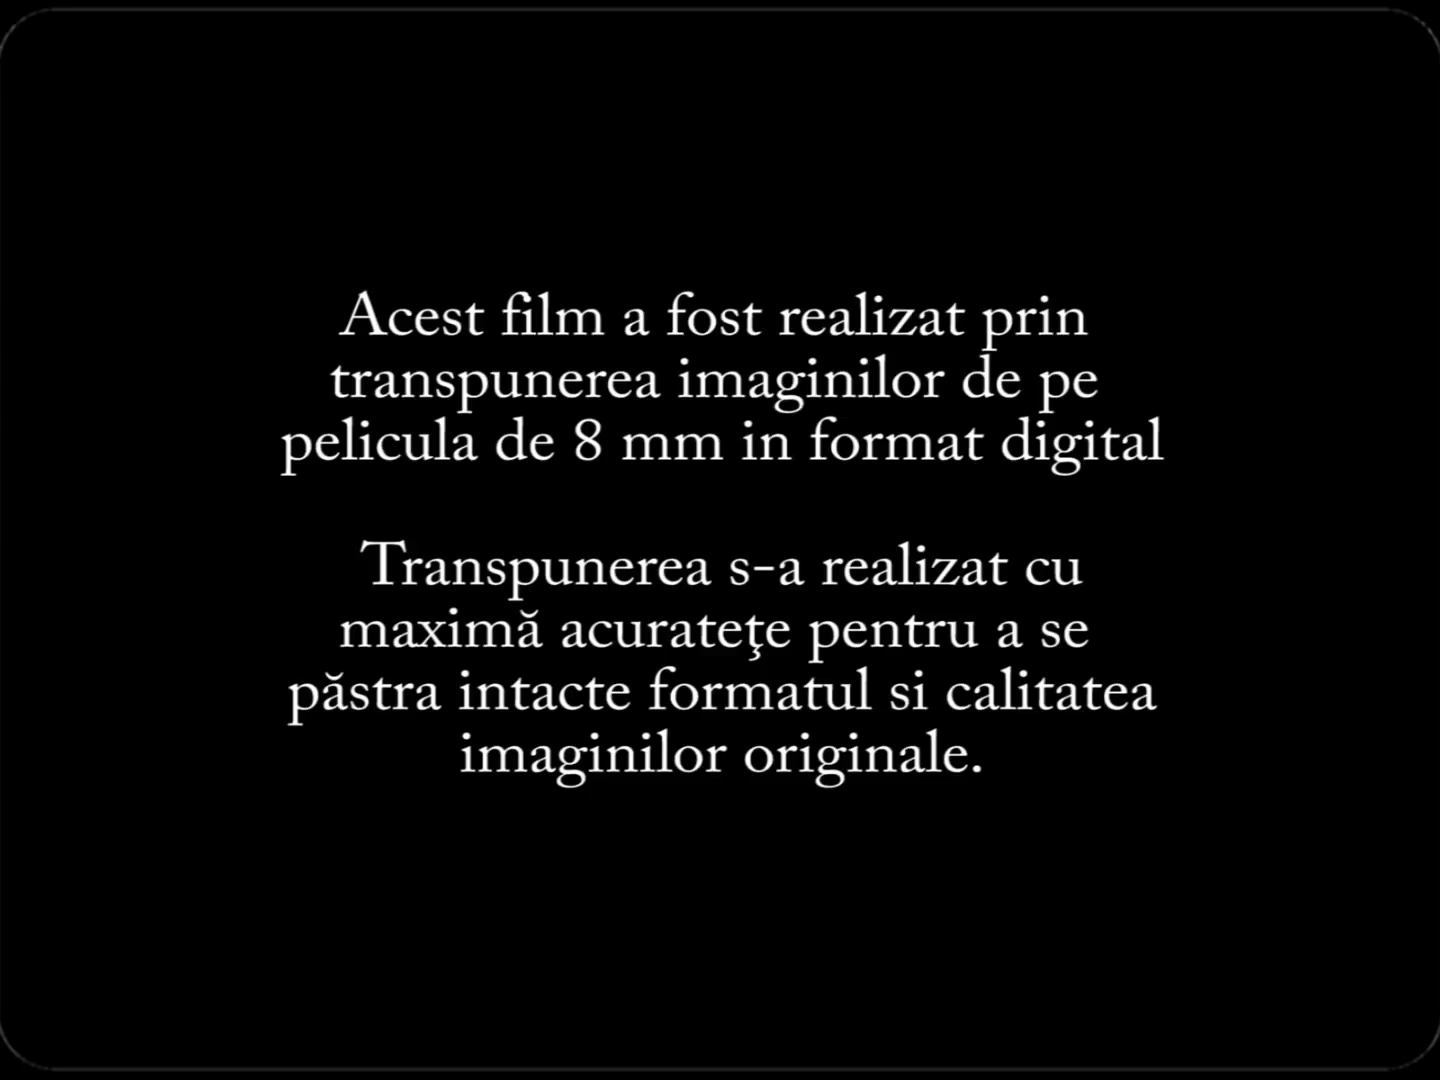 Acest film a fost realizat prin
transpunerea imaginilor de pe
pelicula de 8 mm in format digital
Transpunerea s-a realizat cu
maximă acurateţe pentru a se
păstra intacte formatul si calitatea
imaginilor originale.